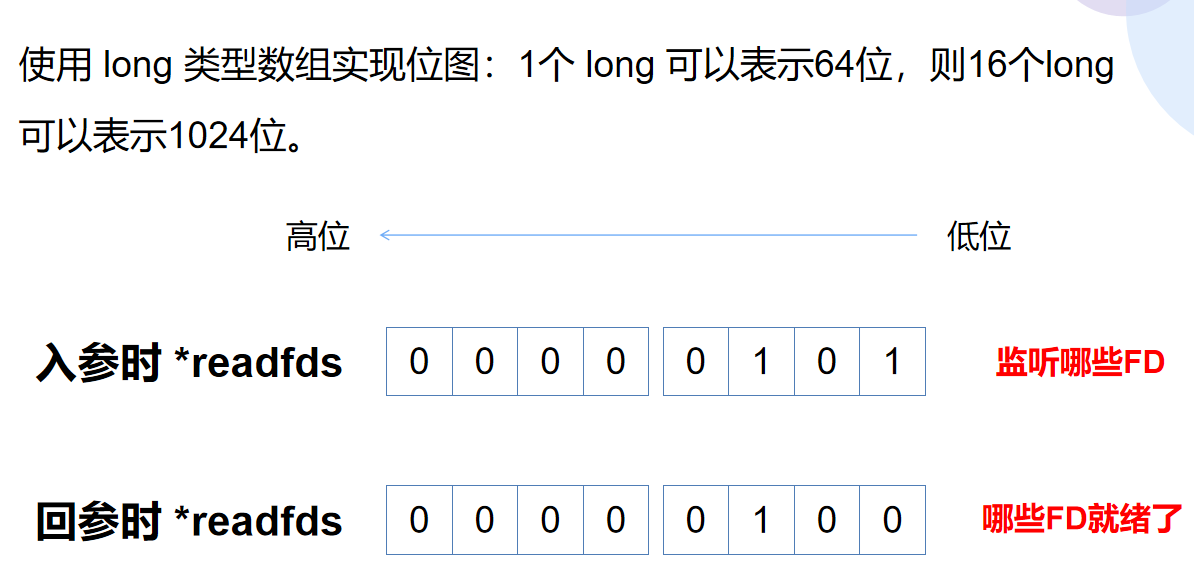 使用 long 类型数组实现位图：1个 long 可以表示64位，则16个long
可以表示1024位。
高位 低位
入参时 *readfds 0 0 0 0 0 1 0 1 监听哪些FD
回参时 *readfds 0 0 0 0 0 1 0 0 哪些FD就绪了